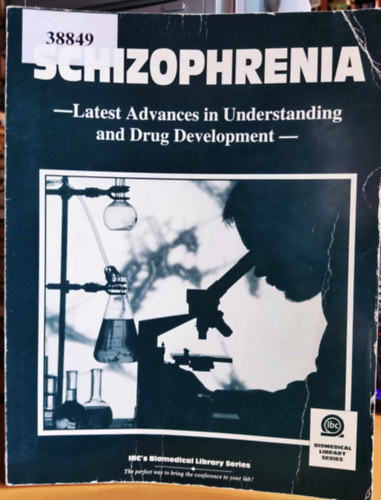 38849
SCHIZOPHRENIA
—Latest Advances in Understanding
and Drug Development—
ibc
BIOMEDICAL
LIBRARY
SERIES
IBC's Biomedical Library Series
The perfect way to bring the conference to your lab!